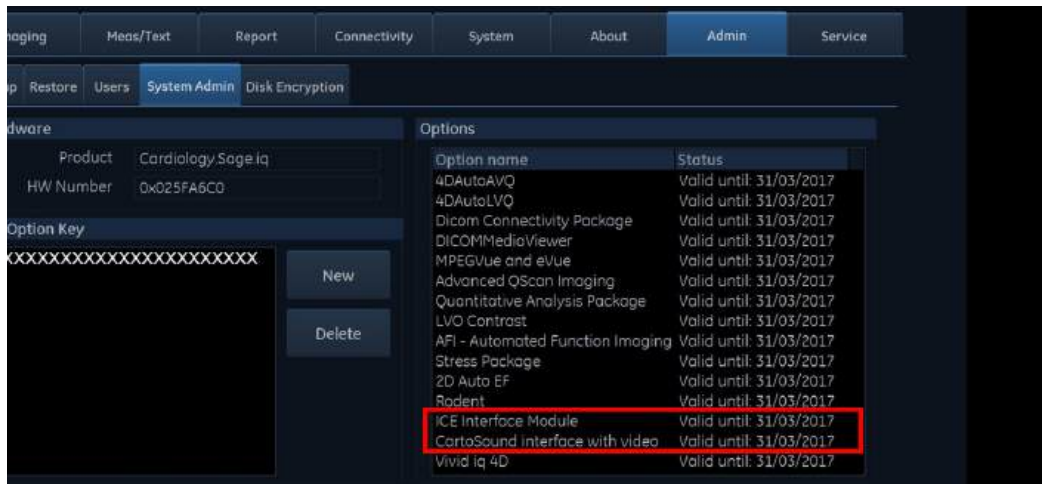 Meas/Text Report Connectivity System About Admin Service
Restore Users System Admin Disk Encryption
Product Cardiology.Sage.iq
HW Number 0x025FA6C0
Option Key
XXXXXXXXXXXXXXXXXXXXXXX
New
Delete
Options
Option name Status
4DAutoAVQ Valid until: 31/03/2017
4DAutoLVQ Valid until: 31/03/2017
Dicom Connectivity Package Valid until: 31/03/2017
DICOMMediaViewer Valid until: 31/03/2017
MPEGVue and eVue Valid until: 31/03/2017
Advanced QScan Imaging Valid until: 31/03/2017
Quantitative Analysis Package Valid until: 31/03/2017
LVO Contrast Valid until: 31/03/2017
AFI - Automated Function Imaging Valid until: 31/03/2017
Stress Package Valid until: 31/03/2017
2D Auto EF Valid until: 31/03/2017
Rodent Valid until: 31/03/2017
ICE Interface Module Valid until: 31/03/2017
CartoSound interface with video Valid until: 31/03/2017
Vivid iq 4D Valid until: 31/03/2017